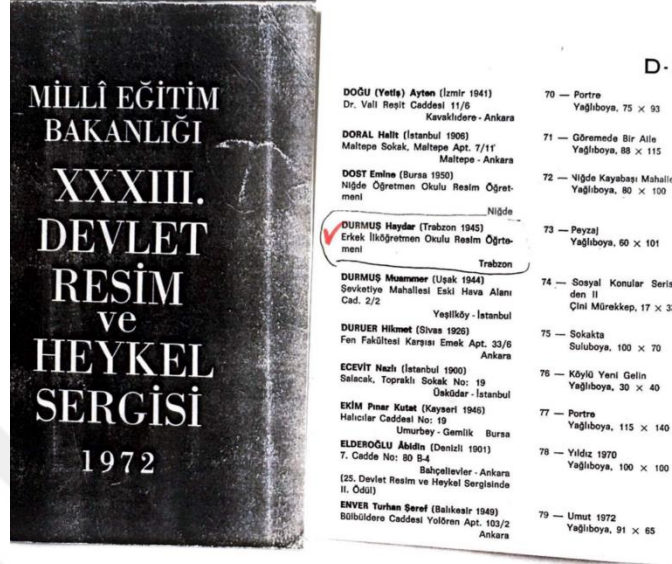 MİLLÎ EĞİTİM
BAKANLIĞI
XXXIII.
DEVLET
RESİM
ve
HEYKEL
SERGİSİ
1972
D-
DOĞU (Yetiş) Ayten (İzmir 1941)
Dr. Vali Reşit Caddesi 11/6
Kavaklıdere - Ankara
70 — Portre
Yağlıboya, 75 × 93
DORAL Halit (İstanbul 1906)
Maltepe Sokak, Maltepe Apt. 7/11
Maltepe - Ankara
71 — Göremede Bir Aile
Yağlıboya, 88 × 115
DOST Emine (Bursa 1950)
Niğde Öğretmen Okulu Resim Öğret-
meni
Niğde
72 — Niğde Kayabaşı Mahalle
Yağlıboya, 80 × 100
DURMUŞ Haydar (Trabzon 1945)
Erkek İlköğretmen Okulu Resim Öğrte-
meni
Trabzon
73 — Peyzaj
Yağlıboya, 60 × 101
DURMUŞ Muammer (Uşak 1944)
Şevketiye Mahallesi Eski Hava Alanı
Cad. 2/2
Yeşilköy - İstanbul
74 — Sosyal Konular Seris
den II
Çini Mürekkep, 17 × 3
DURUER Hikmet (Sivas 1926)
Fen Fakültesi Karşısı Emek Apt. 33/6
Ankara
75 — Sokakta
Suluboya, 100 × 70
ECEVİT Nazlı (İstanbul 1900)
Salacak, Topraklı Sokak No: 19
Üsküdar - İstanbul
76 — Köylü Yeni Gelin
Yağlıboya, 30 × 40
EKİM Pınar Kutat (Kayseri 1946)
Halıcılar Caddesi No: 19
Umurbey - Gemlik Bursa
77 — Portre
Yağlıboya, 115 × 140
ELDEROĞLU Âbidin (Denizli 1901)
7. Cadde No: 80 B-4
Bahçelievler - Ankara
(25. Devlet Resim ve Heykel Sergisinde
II. Ödül)
78 — Yıldız 1970
Yağlıboya, 100 × 100
ENVER Turhan Şeref (Balıkesir 1949)
Bülbüldere Caddesi Yolören Apt. 103/2
Ankara
79 — Umut 1972
Yağlıboya, 91 × 65